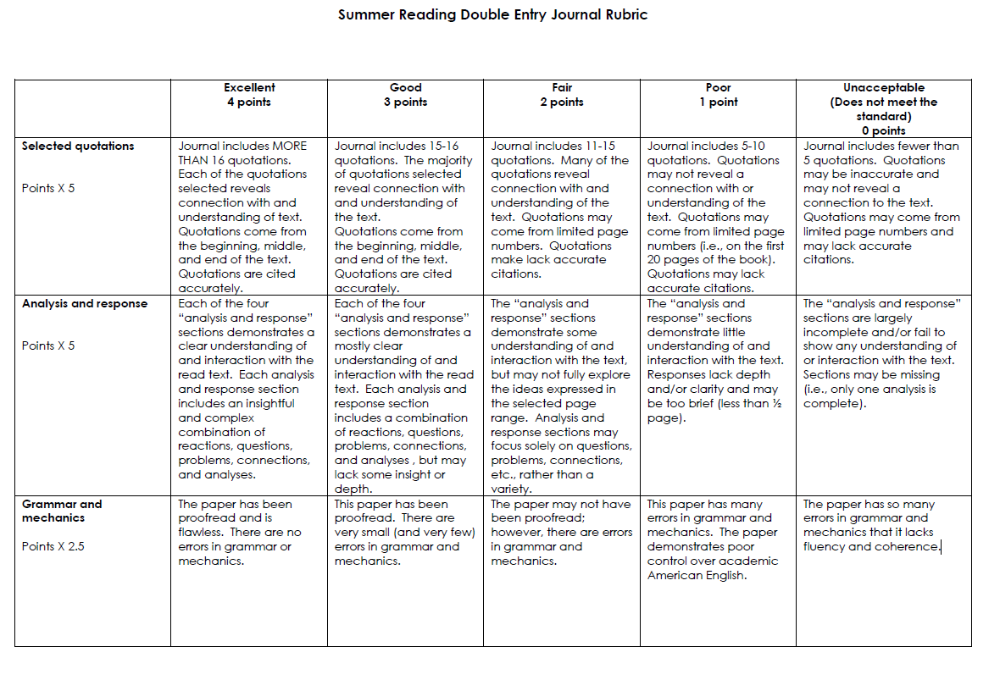 Summer Reading Double Entry Journal Rubric
Excellent
4 points
Good
3 points
Fair
2 points
Poor
1 point
Unacceptable
(Does not meet the
standard)
0 points
Selected quotations
Points X 5
Journal includes MORE
THAN 16 quotations.
Each of the quotations
selected reveals
connection with and
understanding of text.
Quotations come from
the beginning, middle,
and end of the text.
Quotations are cited
accurately.
Journal includes 15-16
quotations. The majority
of quotations selected
reveal connection with
and understanding of
the text.
Quotations come from
the beginning, middle,
and end of the text.
Quotations are cited
accurately.
Journal includes 11-15
quotations. Many of the
quotations reveal
connection with and
understanding of the
text. Quotations may
come from limited page
numbers. Quotations
make lack accurate
citations.
Journal includes 5-10
quotations. Quotations
may not reveal a
connection with or
understanding of the
text. Quotations may
come from limited page
numbers (i.e., on the first
20 pages of the book).
Quotations may lack
accurate citations.
Journal includes fewer than
5 quotations. Quotations
may be inaccurate and
may not reveal a
connection to the text.
Quotations may come from
limited page numbers and
may lack accurate
citations.
Analysis and response
Points X 5
Each of the four
“analysis and response”
sections demonstrates a
clear understanding of
and interaction with the
read text. Each analysis
and response section
includes an insightful
and complex
combination of
reactions, questions,
problems, connections,
and analyses.
Each of the four
“analysis and response”
sections demonstrates a
mostly clear
understanding of and
interaction with the read
text. Each analysis and
response section
includes a combination
of reactions, questions,
problems, connections,
and analyses , but may
lack some insight or
depth.
The “analysis and
response” sections
demonstrate some
understanding of and
interaction with the text,
but may not fully explore
the ideas expressed in
the selected page
range. Analysis and
response sections may
focus solely on questions,
problems, connections,
etc., rather than a
variety.
The “analysis and
response” sections
demonstrate little
understanding of and
interaction with the text.
Responses lack depth
and/or clarity and may
be too brief (less than ½
page).
The “analysis and response”
sections are largely
incomplete and/or fail to
show any understanding of
or interaction with the text.
Sections may be missing
(i.e., only one analysis is
complete).
Grammar and
mechanics
Points X 2.5
The paper has been
proofread and is
flawless. There are no
errors in grammar or
mechanics.
This paper has been
proofread. There are
very small (and very few)
errors in grammar and
mechanics.
The paper may not have
been proofread;
however, there are errors
in grammar and
mechanics.
This paper has many
errors in grammar and
mechanics. The paper
demonstrates poor
control over academic
American English.
The paper has so many
errors in grammar and
mechanics that it lacks
fluency and coherence.